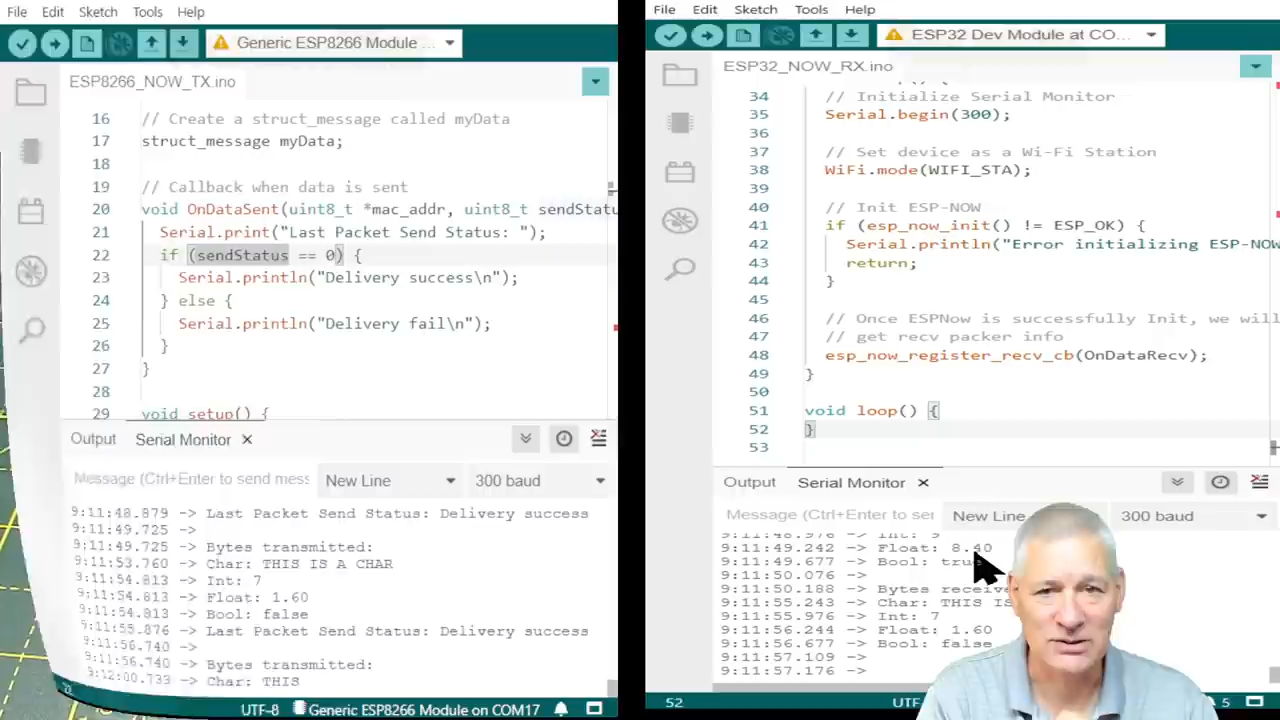 File Edit Sketch Tools Help
Generic ESP8266 Module ...
ESP8266_NOW_TX.ino
16 // Create a struct_message called myData
17 struct_message myData;
18
19 // Callback when data is sent
20 void OnDataSent(uint8_t *mac_addr, uint8_t sendStatu
21 Serial.print("Last Packet Send Status: ");
22 if (sendStatus == 0) {
23 Serial.println("Delivery success\n");
24 } else {
25 Serial.println("Delivery fail\n");
26 }
27 }
28
29 void setup() {
Output Serial Monitor ×
Message (Ctrl+Enter to send mess New Line 300 baud
9:11:48.879 -> Last Packet Send Status: Delivery success
9:11:49.725 ->
9:11:49.725 -> Bytes transmitted:
9:11:53.760 -> Char: THIS IS A CHAR
9:11:54.813 -> Int: 7
9:11:54.813 -> Float: 1.60
9:11:54.813 -> Bool: false
9:11:55.876 -> Last Packet Send Status: Delivery success
9:11:56.740 ->
9:11:56.740 -> Bytes transmitted:
9:12:00.733 -> Char: THIS
UTF-8 Generic ESP8266 Module on COM17
File Edit Sketch Tools Help
ESP32 Dev Module at CO...
ESP32_NOW_RX.ino
34 // Initialize Serial Monitor
35 Serial.begin(300);
36
37 // Set device as a Wi-Fi Station
38 WiFi.mode(WIFI_STA);
39
40 // Init ESP-NOW
41 if (esp_now_init() != ESP_OK) {
42 Serial.println("Error initializing ESP-NOW
43 return;
44 }
45
46 // Once ESPNow is successfully Init, we will
47 // get recv packer info
48 esp_now_register_recv_cb(OnDataRecv);
49 }
50
51 void loop() {
52 }
53
Output Serial Monitor ×
Message (Ctrl+Enter to ser New Line 300 baud
9:11:48.976 -> Int: 9
9:11:49.242 -> Float: 8.40
9:11:49.677 -> Bool: true
9:11:50.076 ->
9:11:50.188 -> Bytes receive
9:11:55.243 -> Char: THIS IS
9:11:55.976 -> Int: 7
9:11:56.244 -> Float: 1.60
9:11:56.677 -> Bool: false
9:11:57.109 ->
9:11:57.176 ->
52 UTF- 5